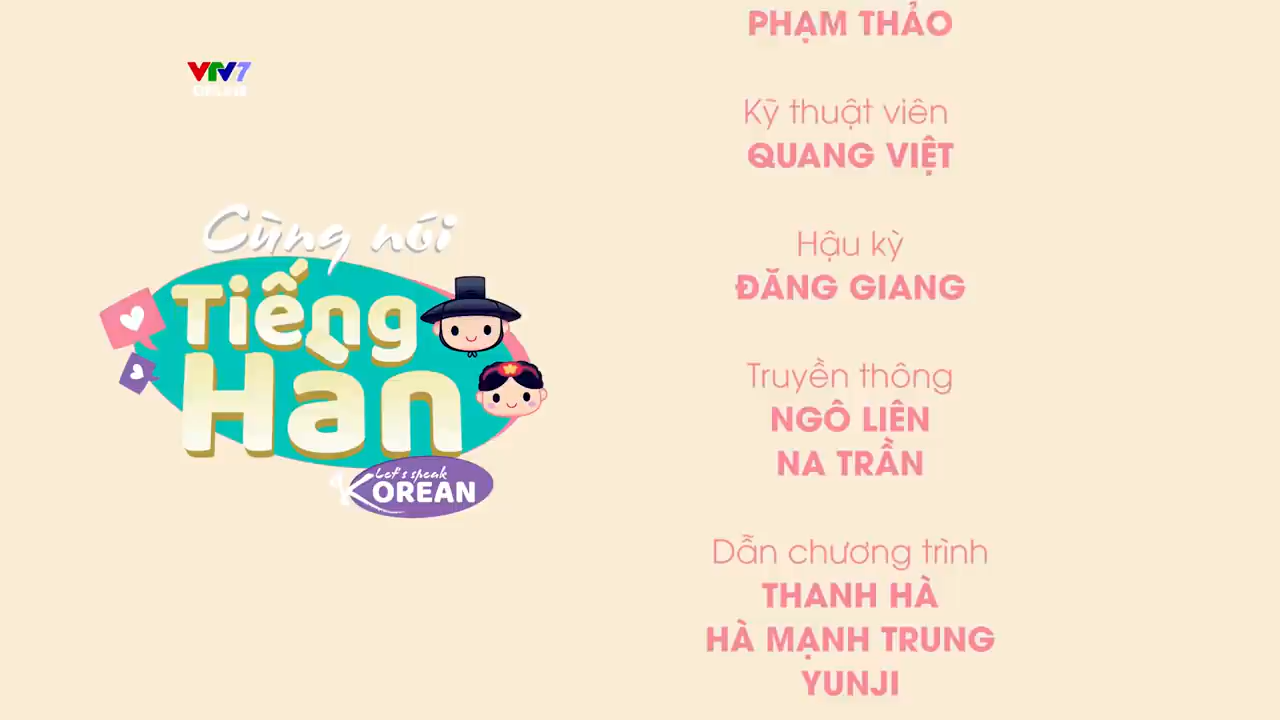 VTV7
ONLINE
Cùng nói
Tiếng
Hàn
Let's speak
KOREAN
PHẠM THẢO
Kỹ thuật viên
QUANG VIỆT
Hậu kỳ
ĐĂNG GIANG
Truyền thông
NGÔ LIÊN
NA TRẦN
Dẫn chương trình
THANH HÀ
HÀ MẠNH TRUNG
YUNJI